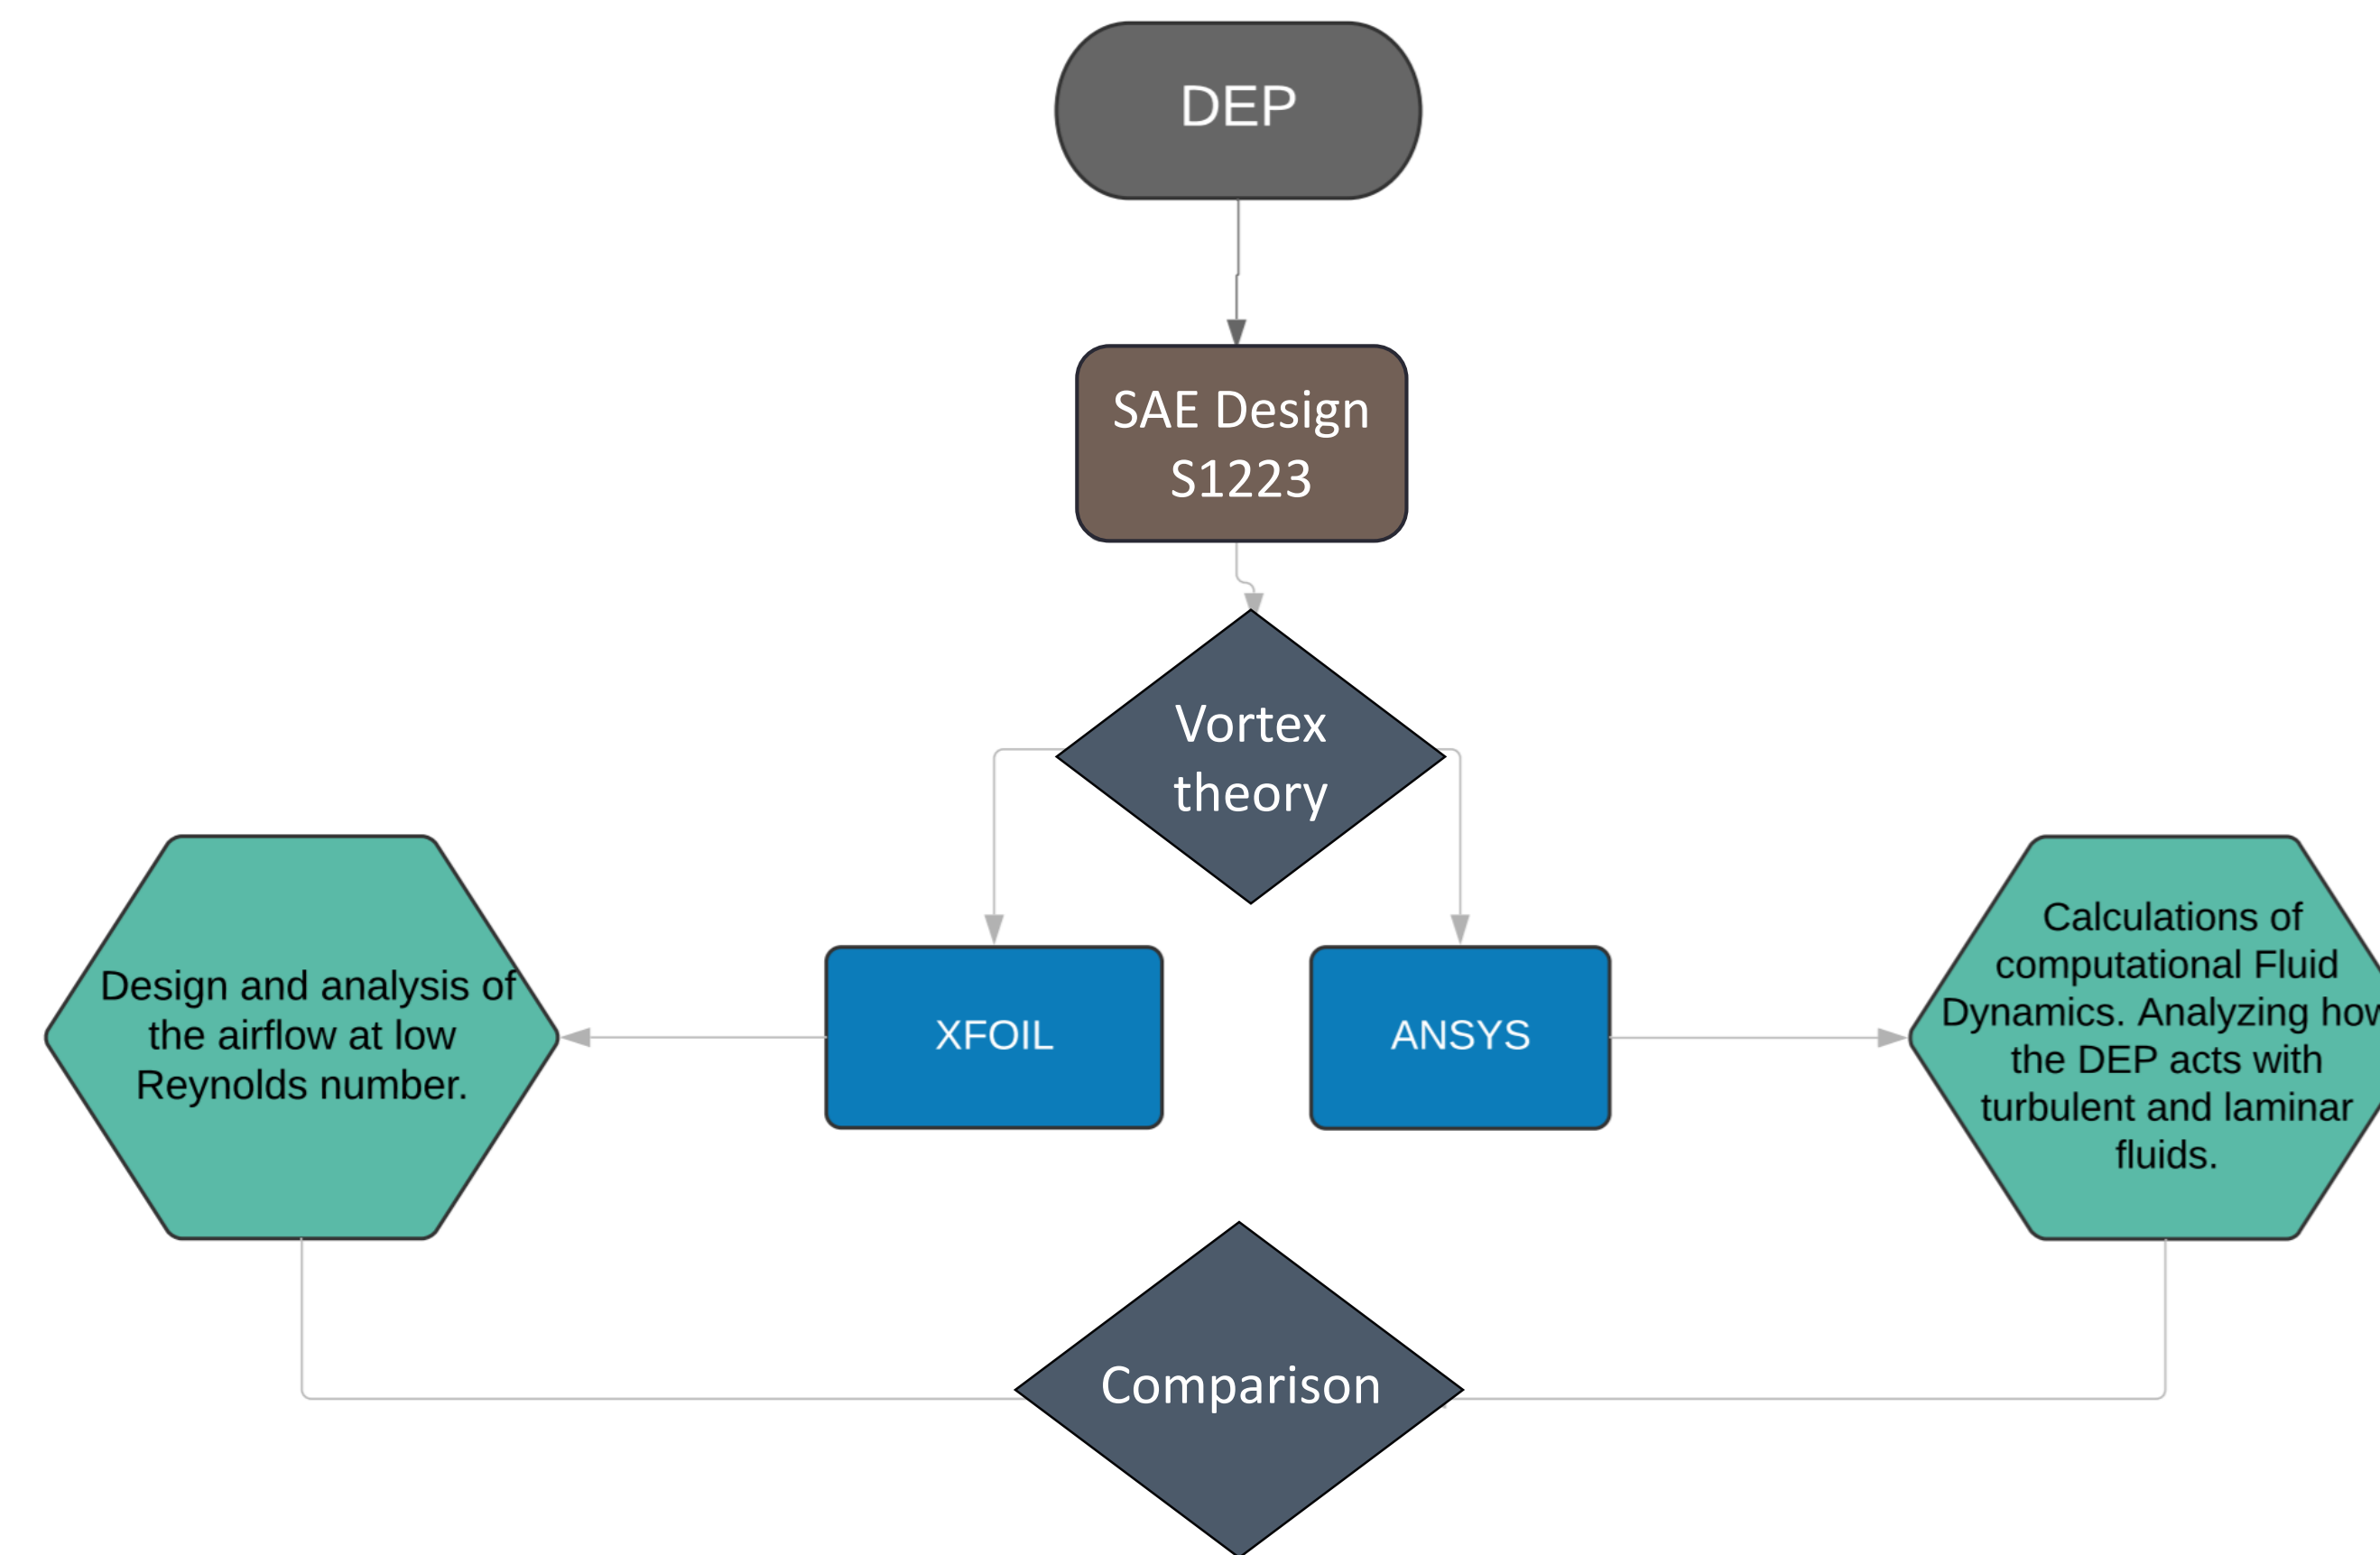 DEP
SAE Design
S1223
Vortex
theory
Design and analysis of
the airflow at low
Reynolds number.
XFOIL
ANSYS
Calculations of
computational Fluid
Dynamics. Analyzing how
the DEP acts with
turbulent and laminar
fluids.
Comparison